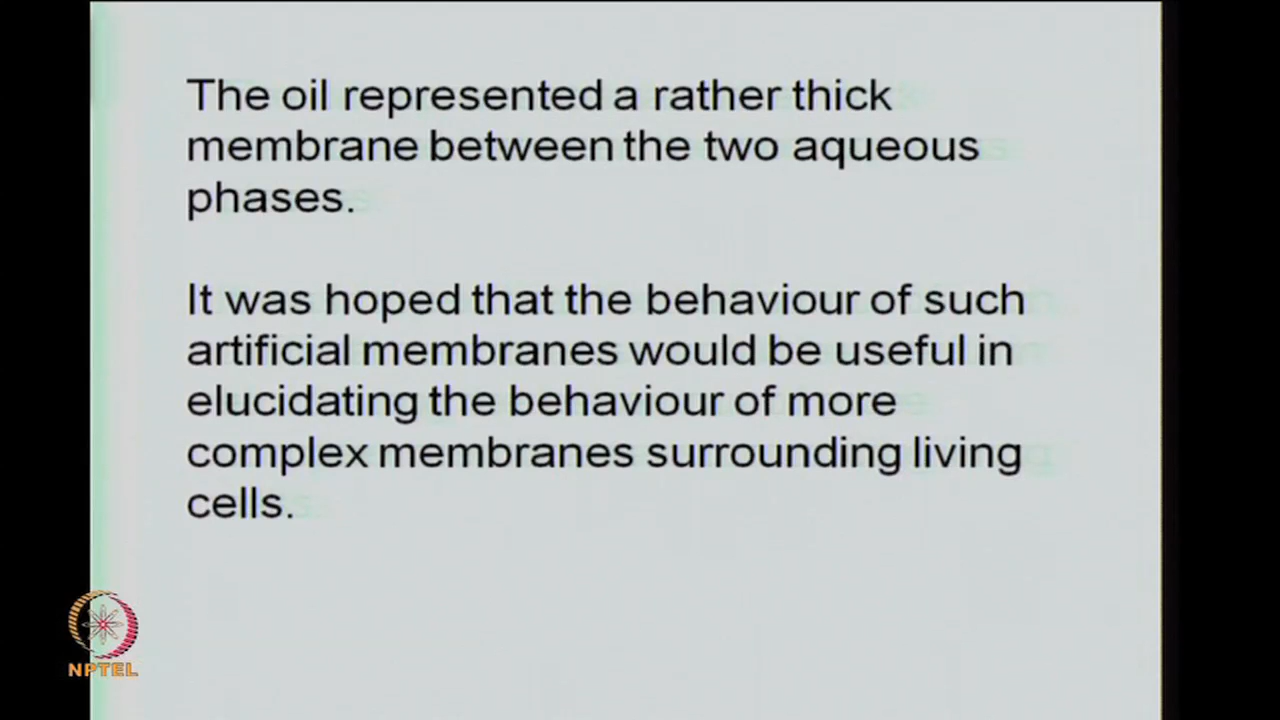 The oil represented a rather thick
membrane between the two aqueous
phases.
It was hoped that the behaviour of such
artificial membranes would be useful in
elucidating the behaviour of more
complex membranes surrounding living
cells.
NPTEL